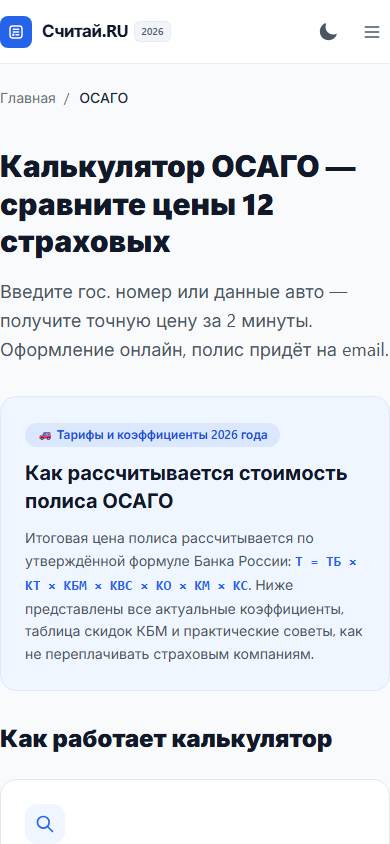 Считай.RU 2026
Главная / ОСАГО
Калькулятор ОСАГО —
сравните цены 12
страховых
Введите гос. номер или данные авто —
получите точную цену за 2 минуты.
Оформление онлайн, полис придёт на email.
Тарифы и коэффициенты 2026 года
Как рассчитывается стоимость
полиса ОСАГО
Итоговая цена полиса рассчитывается по
утверждённой формуле Банка России: Т = ТБ ×
КТ × КБМ × КВС × КО × КМ × КС. Ниже
представлены все актуальные коэффициенты,
таблица скидок КБМ и практические советы, как
не переплачивать страховым компаниям.
Как работает калькулятор